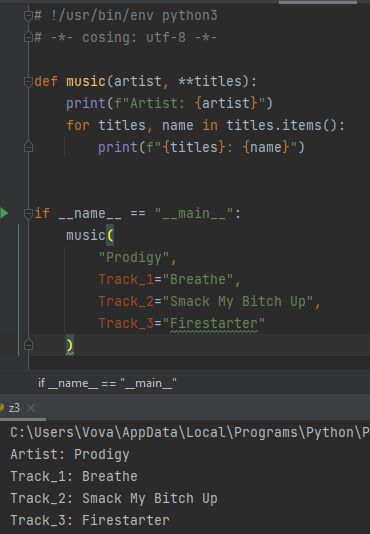 # !/usr/bin/env python3
# -*- cosing: utf-8 -*-
def music(artist, **titles):
    print(f"Artist: {artist}")
    for titles, name in titles.items():
        print(f"{titles}: {name}")
if __name__ == "__main__":
    music(
        "Prodigy",
        Track_1="Breathe",
        Track_2="Smack My Bitch Up",
        Track_3="Firestarter"
    )
if __name__ == "__main__"
z3
C:\Users\Vova\AppData\Local\Programs\Python\P
Artist: Prodigy
Track_1: Breathe
Track_2: Smack My Bitch Up
Track_3: Firestarter